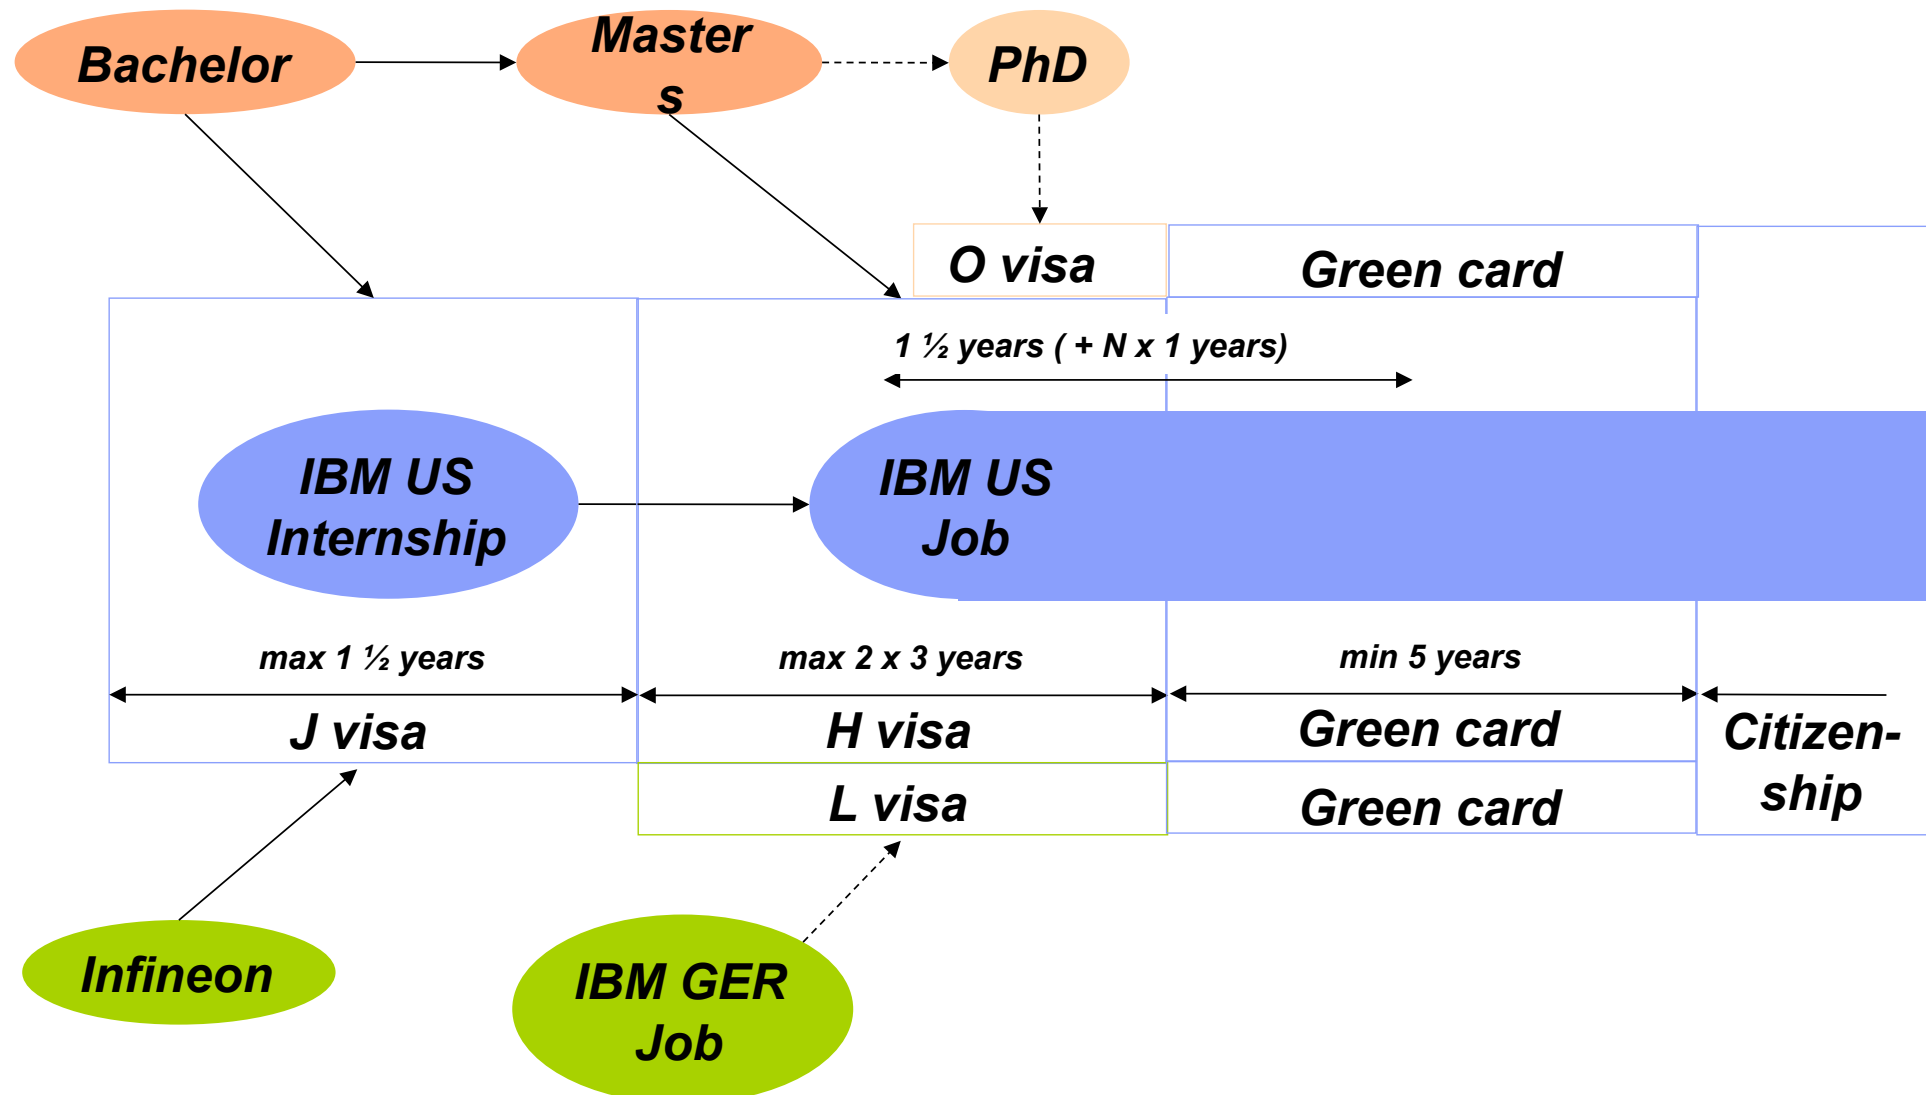 Bachelor
Master
s
PhD
O visa
Green card
1 ½ years ( + N x 1 years)
IBM US
Internship
IBM US
Job
max 1 ½ years
max 2 x 3 years
min 5 years
J visa
H visa
Green card
Citizen-
ship
L visa
Green card
Infineon
IBM GER
Job